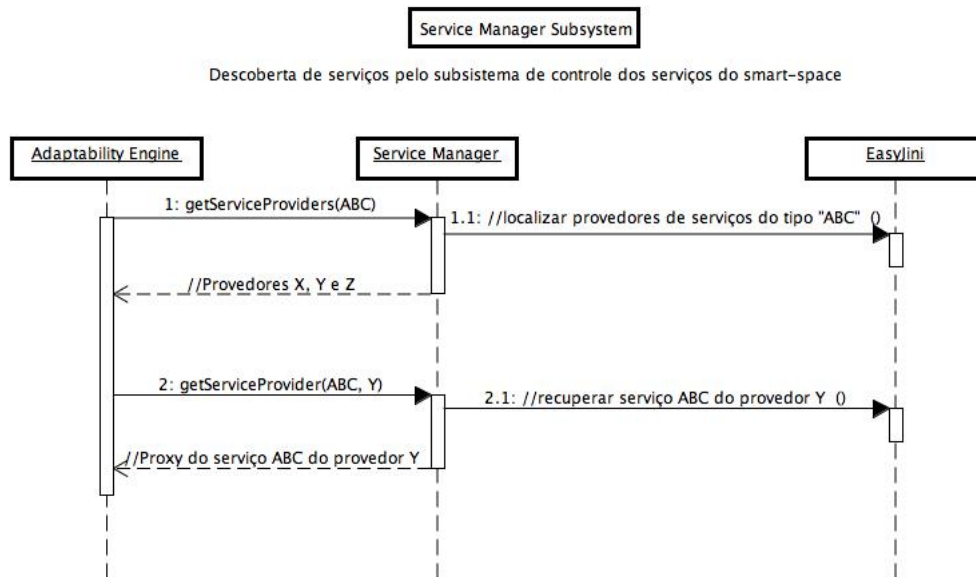 Service Manager Subsystem
Descoberta de serviços pelo subsistema de controle dos serviços do smart-space
Adaptability Engine
Service Manager
EasyJini
1: getServiceProviders(ABC)
1.1: //localizar provedores de serviços do tipo "ABC" ()
//Provedores X, Y e Z
2: getServiceProvider(ABC, Y)
2.1: //recuperar serviço ABC do provedor Y ()
//Proxy do serviço ABC do provedor Y